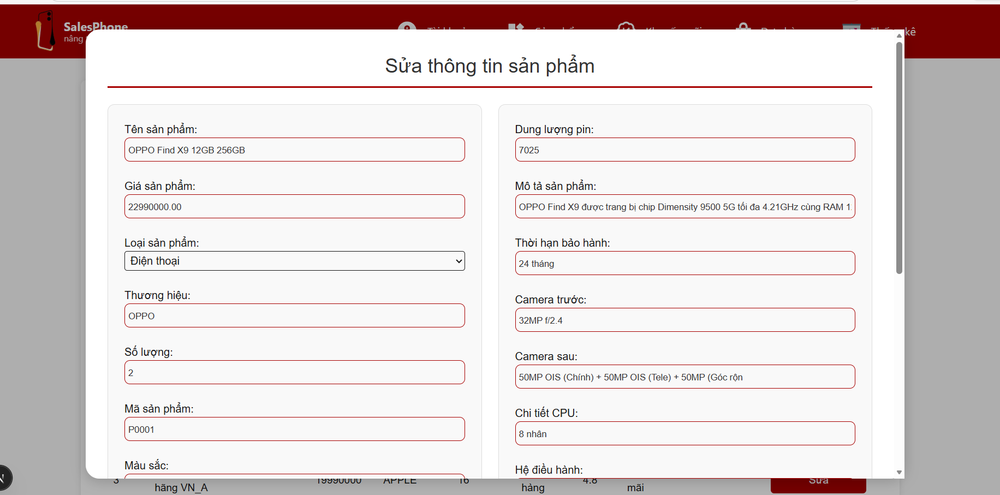 SalesPhone
nâng
kê
Sửa thông tin sản phẩm
Tên sản phẩm:
OPPO Find X9 12GB 256GB
Giá sản phẩm:
22990000.00
Loại sản phẩm:
Điện thoại
Thương hiệu:
OPPO
Số lượng:
2
Mã sản phẩm:
P0001
Màu sắc:
Dung lượng pin:
7025
Mô tả sản phẩm:
OPPO Find X9 được trang bị chip Dimensity 9500 5G tối đa 4.21GHz cùng RAM 1
Thời hạn bảo hành:
24 tháng
Camera trước:
32MP f/2.4
Camera sau:
50MP OIS (Chính) + 50MP OIS (Tele) + 50MP (Góc rộn
Chi tiết CPU:
8 nhân
Hệ điều hành:
3 19990000 APPLE 16 4.8 Sửa
hãng VN_A hàng mãi